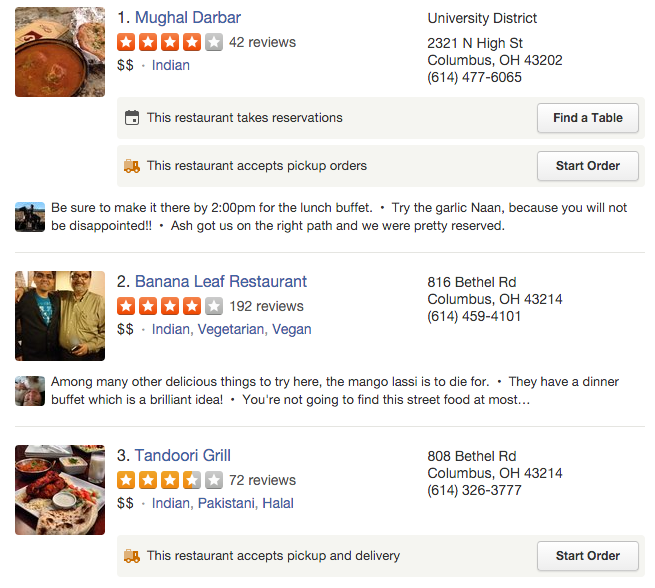 1. Mughal Darbar
42 reviews
$$ · Indian
University District
2321 N High St
Columbus, OH 43202
(614) 477-6065
This restaurant takes reservations
Find a Table
This restaurant accepts pickup orders
Start Order
Be sure to make it there by 2:00pm for the lunch buffet. • Try the garlic Naan, because you will not
be disappointed!! • Ash got us on the right path and we were pretty reserved.
2. Banana Leaf Restaurant
192 reviews
$$ · Indian, Vegetarian, Vegan
816 Bethel Rd
Columbus, OH 43214
(614) 459-4101
Among many other delicious things to try here, the mango lassi is to die for. • They have a dinner
buffet which is a brilliant idea! • You're not going to find this street food at most…
3. Tandoori Grill
72 reviews
$$ · Indian, Pakistani, Halal
808 Bethel Rd
Columbus, OH 43214
(614) 326-3777
This restaurant accepts pickup and delivery
Start Order